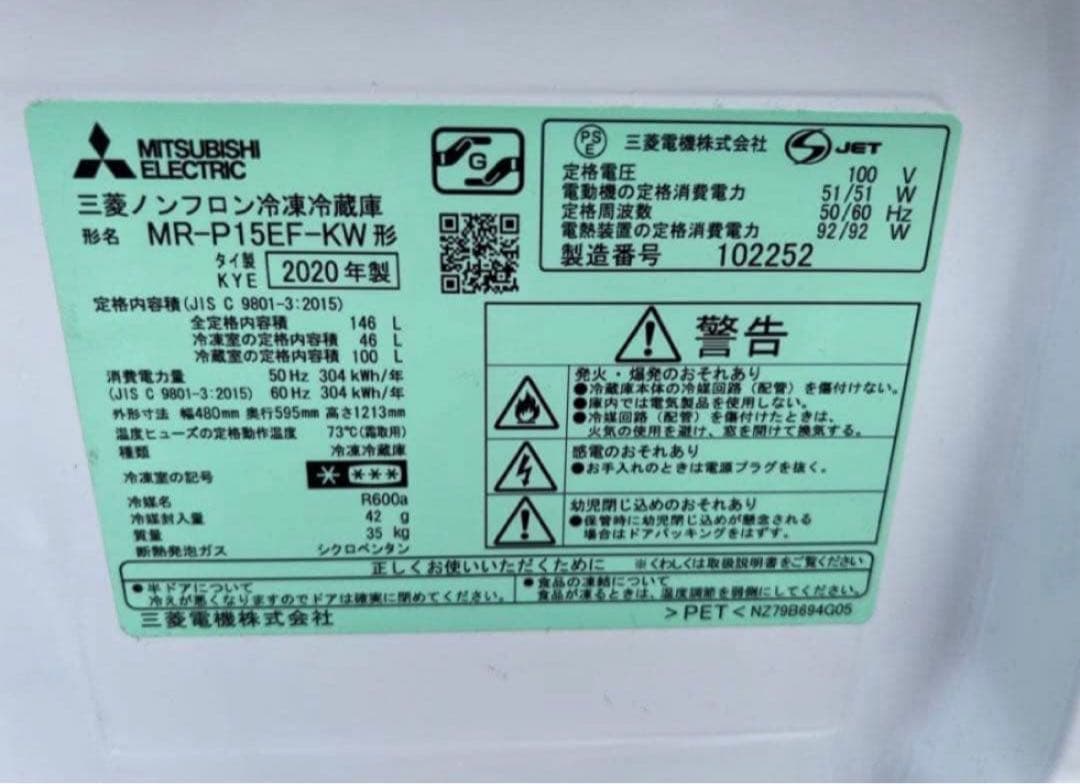 MITSUBISHI
ELECTRIC
三菱ノンフロン冷凍冷蔵庫
形名 MR-P15EF-KW 形
タイ製
KYE 2020年製
定格内容積(JIS C 9801-3:2015)
全定格内容積 146 L
冷凍室の定格内容積 46 L
冷蔵室の定格内容積 100 L
消費電力量 50Hz 304 kWh/年
(JIS C 9801-3:2015) 60Hz 304 kWh/年
外形寸法 幅480mm 奥行595mm 高さ1213mm
温度ヒューズの定格動作温度 73℃(霜取用)
種類 冷凍冷蔵庫
冷凍室の記号 * ***
冷媒名 R600a
冷媒封入量 42 g
質量 35 kg
断熱発泡ガス シクロペンタン
G
PS
E
三菱電機株式会社 JET
定格電圧 100 V
電動機の定格消費電力 51/51 W
定格周波数 50/60 Hz
電熱装置の定格消費電力 92/92 W
製造番号 102252
警告
発火・爆発のおそれあり
●冷蔵庫本体の冷媒回路(配管)を傷付けない。
●庫内では電気製品を使用しない。
●冷媒回路(配管)を傷付けたときは、
火気の使用を避け、窓を開けて換気する。
感電のおそれあり
●お手入れのときは電源プラグを抜く。
幼児閉じ込めのおそれあり
●保管時に幼児閉じ込めが懸念される
場合はドアパッキングをはずす。
正しくお使いいただくために ※くわしくは取扱説明書をご覧ください
●半ドアについて
冷えが悪くなりますのでドアは確実に閉めてください。
●食品の凍結について
食品が凍るときは、温度調節を弱側にしてください。
三菱電機株式会社
>PET< NZ79B694G05